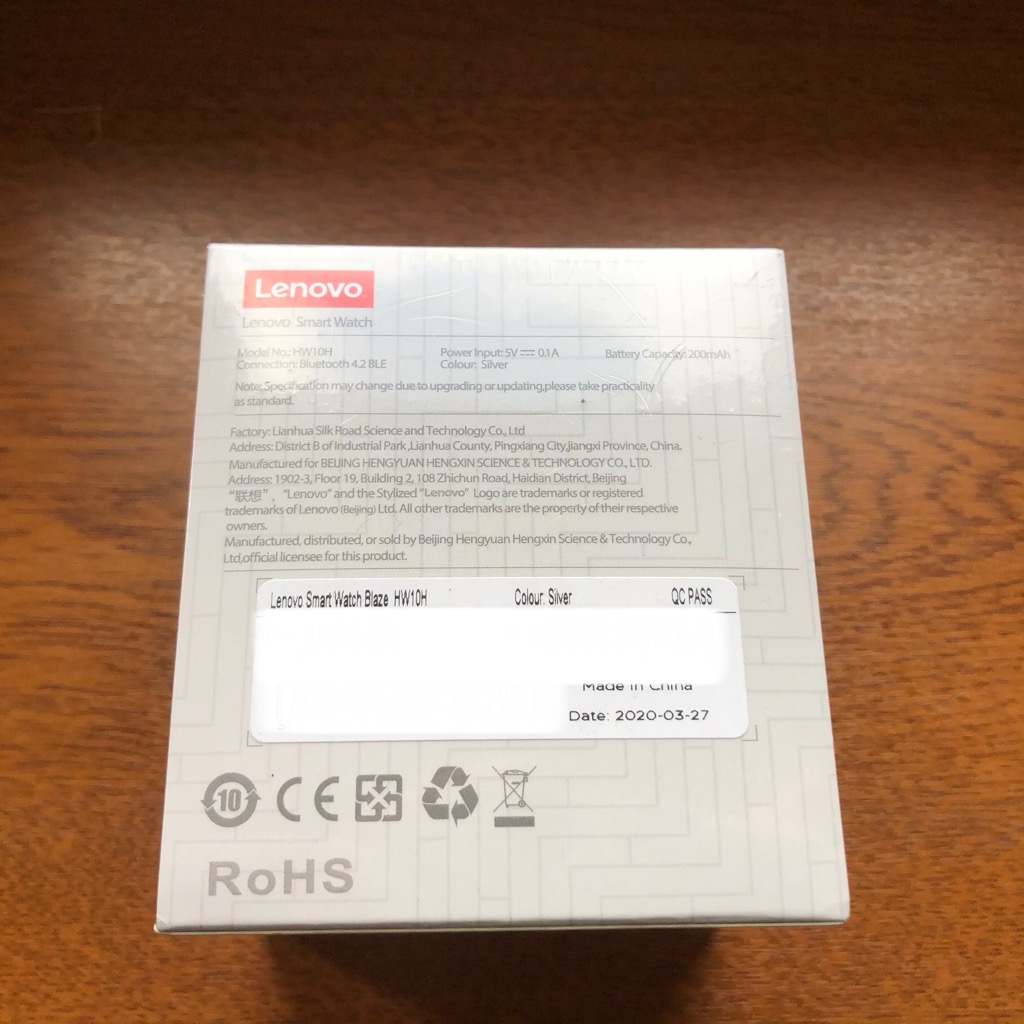 Lenovo
Lenovo Smart Watch
Model No.: HW10H Power Input: 5V⎓0.1A Battery Capacity: 200mAh
Connection: Bluetooth 4.2 BLE Colour: Silver
Note: Specification may change due to upgrading or updating,please take practicality
as standard.
Factory: Lianhua Silk Road Science and Technology Co., Ltd
Address: District B of Industrial Park ,Lianhua County, Pingxiang City,jiangxi Province, China.
Manufactured for BEIJING HENGYUAN HENGXIN SCIENCE & TECHNOLOGY CO., LTD.
Address: 1902-3, Floor 19, Building 2, 108 Zhichun Road, Haidian District, Beijing
“联想”, “Lenovo” and the Stylized “Lenovo” Logo are trademarks or registered
trademarks of Lenovo (Beijing) Ltd. All other trademarks are the property of their respective
owners.
Manufactured, distributed, or sold by Beijing Hengyuan Hengxin Science & Technology Co.,
Ltd,official licensee for this product.
Lenovo Smart Watch Blaze HW10H Colour: Silver QC PASS
Made in China
Date: 2020-03-27
10 CE
RoHS